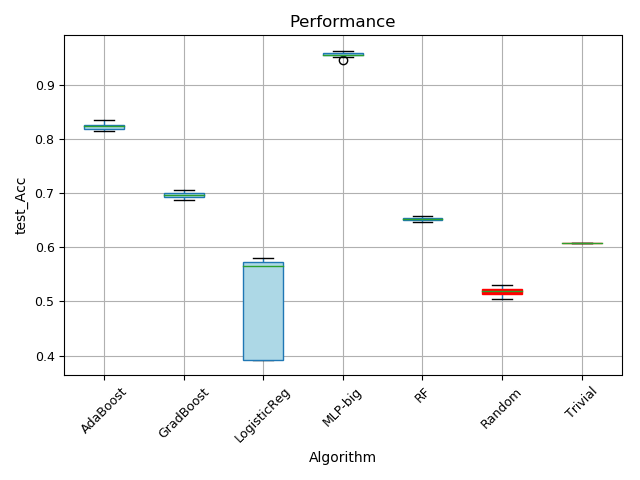 Performance
test_Acc
0.9
0.8
0.7
0.6
0.5
0.4
AdaBoost
GradBoost
LogisticReg
MLP-big
RF
Random
Trivial
Algorithm